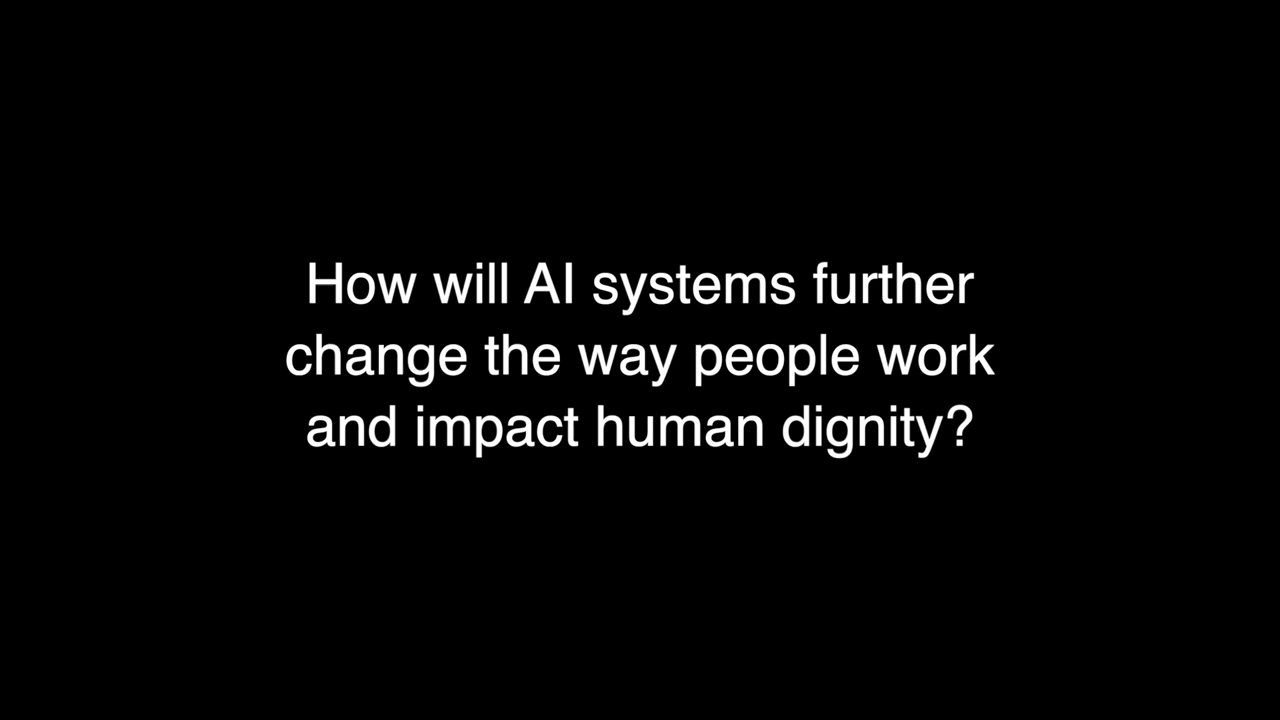 How will AI systems further
change the way people work
and impact human dignity?